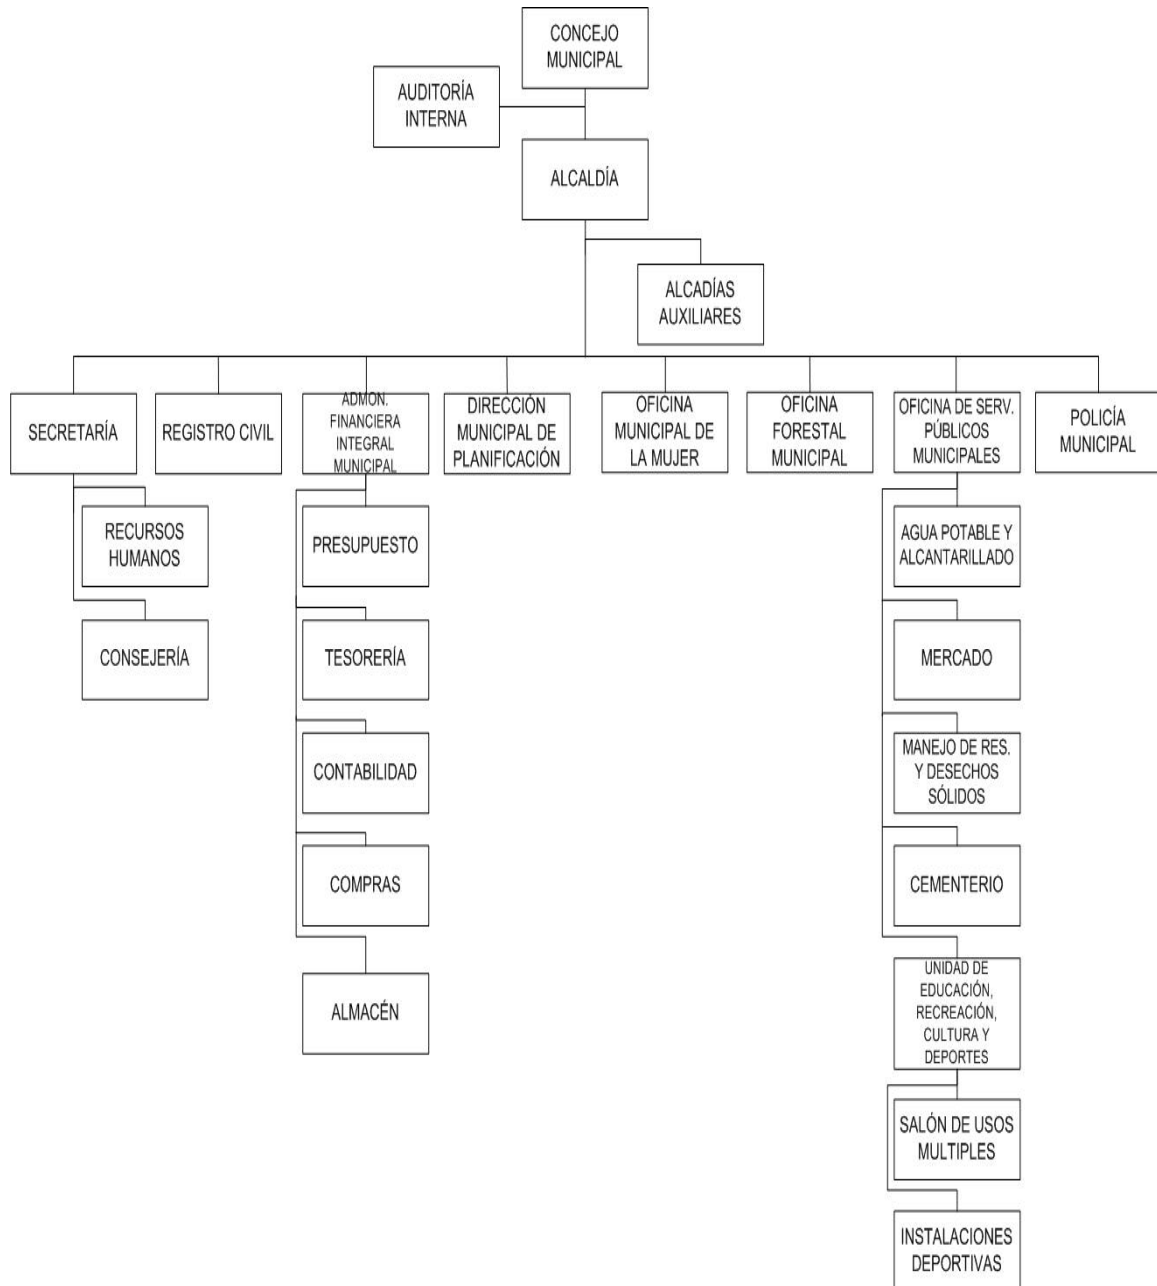 CONCEJO
MUNICIPAL
AUDITORÍA
INTERNA
ALCALDÍA
ALCADÍAS
AUXILIARES
SECRETARÍA
REGISTRO CIVIL
ADMON.
FINANCIERA
INTEGRAL
MUNICIPAL
DIRECCIÓN
MUNICIPAL DE
PLANIFICACIÓN
OFICINA
MUNICIPAL DE
LA MUJER
OFICINA
FORESTAL
MUNICIPAL
OFICINA DE SERV.
PÚBLICOS
MUNICIPALES
POLICÍA
MUNICIPAL
RECURSOS
HUMANOS
CONSEJERÍA
PRESUPUESTO
TESORERÍA
CONTABILIDAD
COMPRAS
ALMACÉN
AGUA POTABLE Y
ALCANTARILLADO
MERCADO
MANEJO DE RES.
Y DESECHOS
SÓLIDOS
CEMENTERIO
UNIDAD DE
EDUCACIÓN,
RECREACIÓN,
CULTURA Y
DEPORTES
SALÓN DE USOS
MULTIPLES
INSTALACIONES
DEPORTIVAS